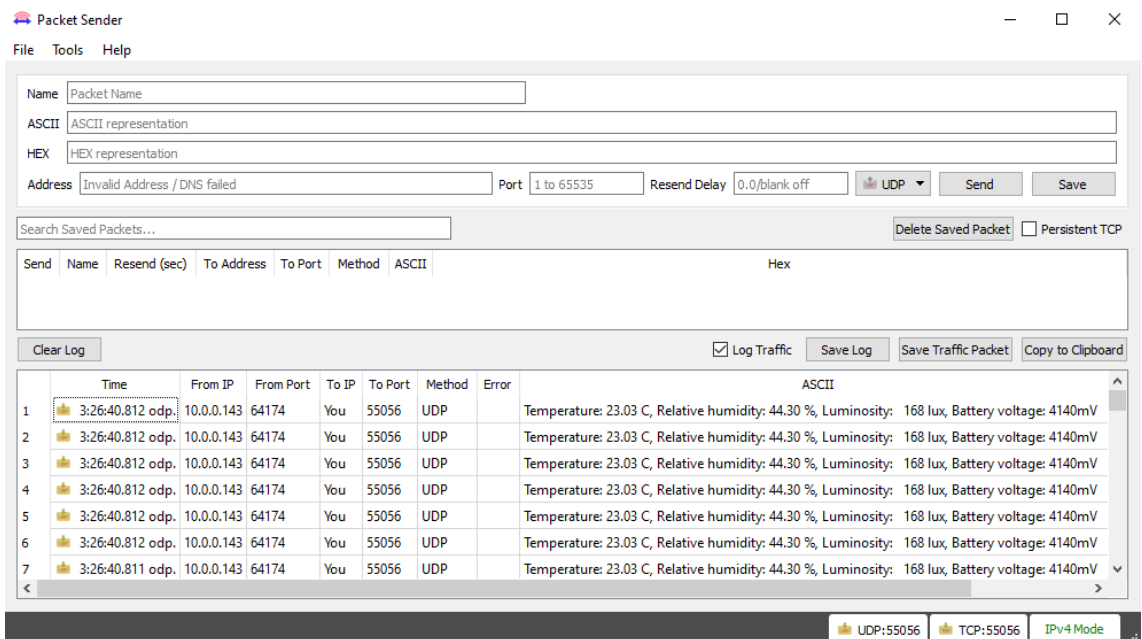 Packet Sender
File Tools Help
Name Packet Name
ASCII ASCII representation
HEX HEX representation
Address Invalid Address / DNS failed Port 1 to 65535 Resend Delay 0.0/blank off UDP Send Save
Search Saved Packets... Delete Saved Packet Persistent TCP
Send Name Resend (sec) To Address To Port Method ASCII Hex
Clear Log Log Traffic Save Log Save Traffic Packet Copy to Clipboard
Time From IP From Port To IP To Port Method Error ASCII
1 3:26:40.812 odp. 10.0.0.143 64174 You 55056 UDP Temperature: 23.03 C, Relative humidity: 44.30 %, Luminosity: 168 lux, Battery voltage: 4140mV
2 3:26:40.812 odp. 10.0.0.143 64174 You 55056 UDP Temperature: 23.03 C, Relative humidity: 44.30 %, Luminosity: 168 lux, Battery voltage: 4140mV
3 3:26:40.812 odp. 10.0.0.143 64174 You 55056 UDP Temperature: 23.03 C, Relative humidity: 44.30 %, Luminosity: 168 lux, Battery voltage: 4140mV
4 3:26:40.812 odp. 10.0.0.143 64174 You 55056 UDP Temperature: 23.03 C, Relative humidity: 44.30 %, Luminosity: 168 lux, Battery voltage: 4140mV
5 3:26:40.812 odp. 10.0.0.143 64174 You 55056 UDP Temperature: 23.03 C, Relative humidity: 44.30 %, Luminosity: 168 lux, Battery voltage: 4140mV
6 3:26:40.812 odp. 10.0.0.143 64174 You 55056 UDP Temperature: 23.03 C, Relative humidity: 44.30 %, Luminosity: 168 lux, Battery voltage: 4140mV
7 3:26:40.811 odp. 10.0.0.143 64174 You 55056 UDP Temperature: 23.03 C, Relative humidity: 44.30 %, Luminosity: 168 lux, Battery voltage: 4140mV
UDP:55056 TCP:55056 IPv4 Mode